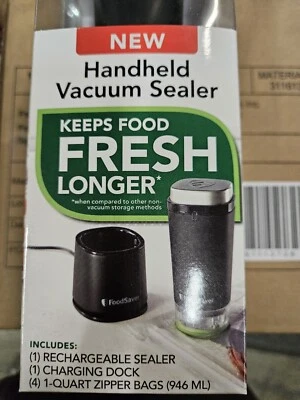 NEW
Handheld
Vacuum Sealer
KEEPS FOOD
FRESH
LONGER*
*when compared to other non-
vacuum storage methods
FoodSaver
INCLUDES:
(1) RECHARGEABLE SEALER
(1) CHARGING DOCK
(4) 1-QUART ZIPPER BAGS (946 ML)